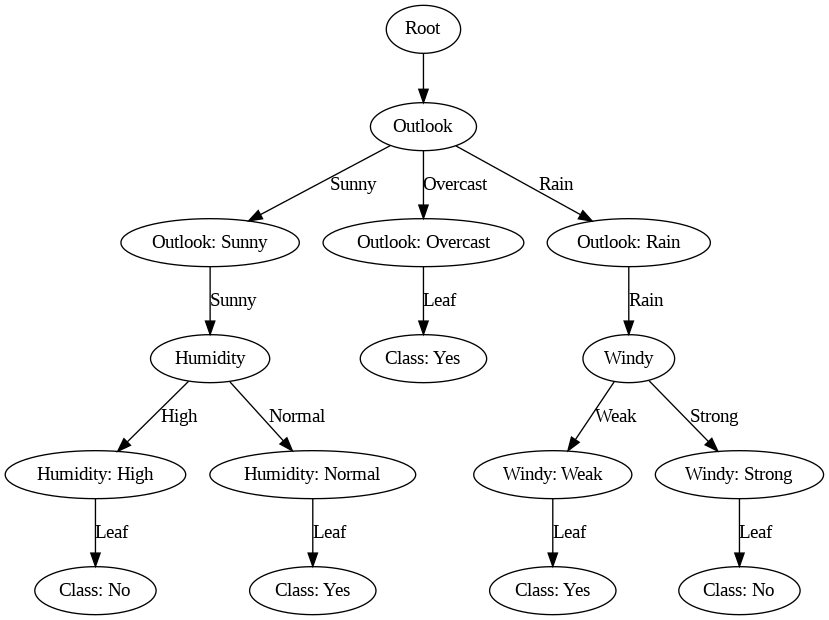 Root
Outlook
Sunny Overcast Rain
Outlook: Sunny Outlook: Overcast Outlook: Rain
Sunny Leaf Rain
Humidity Class: Yes Windy
High Normal Weak Strong
Humidity: High Humidity: Normal Windy: Weak Windy: Strong
Leaf Leaf Leaf Leaf
Class: No Class: Yes Class: Yes Class: No